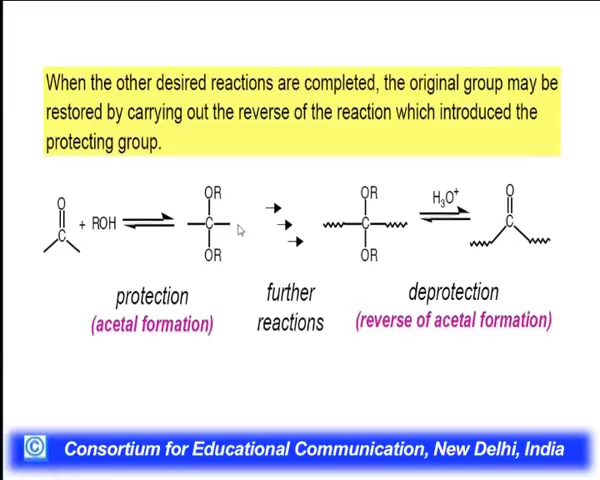 When the other desired reactions are completed, the original group may be
restored by carrying out the reverse of the reaction which introduced the
protecting group.
O
C
+ ROH
OR
C
OR
OR
C
OR
H3O+
O
C
protection
(acetal formation)
further
reactions
deprotection
(reverse of acetal formation)
© Consortium for Educational Communication, New Delhi, India